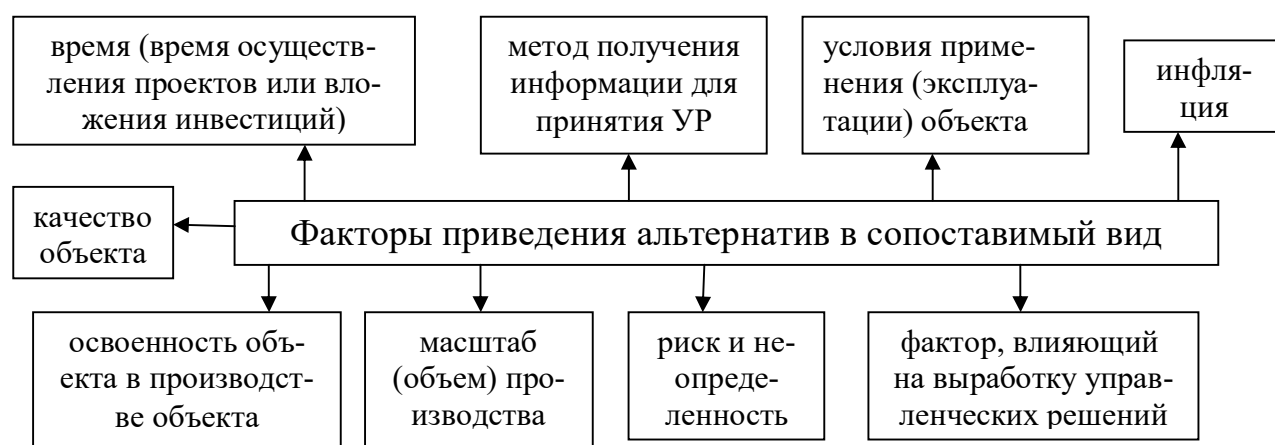 время (время осуществ-
ления проектов или вло-
жения инвестиций)
метод получения
информации для
принятия УР
условия приме-
нения (эксплуа-
тации) объекта
инфля-
ция
качество
объекта
Факторы приведения альтернатив в сопоставимый вид
освоенность объ-
екта в производст-
ве объекта
масштаб
(объем) про-
изводства
риск и не-
опреде-
ленность
фактор, влияющий
на выработку управ-
ленческих решений